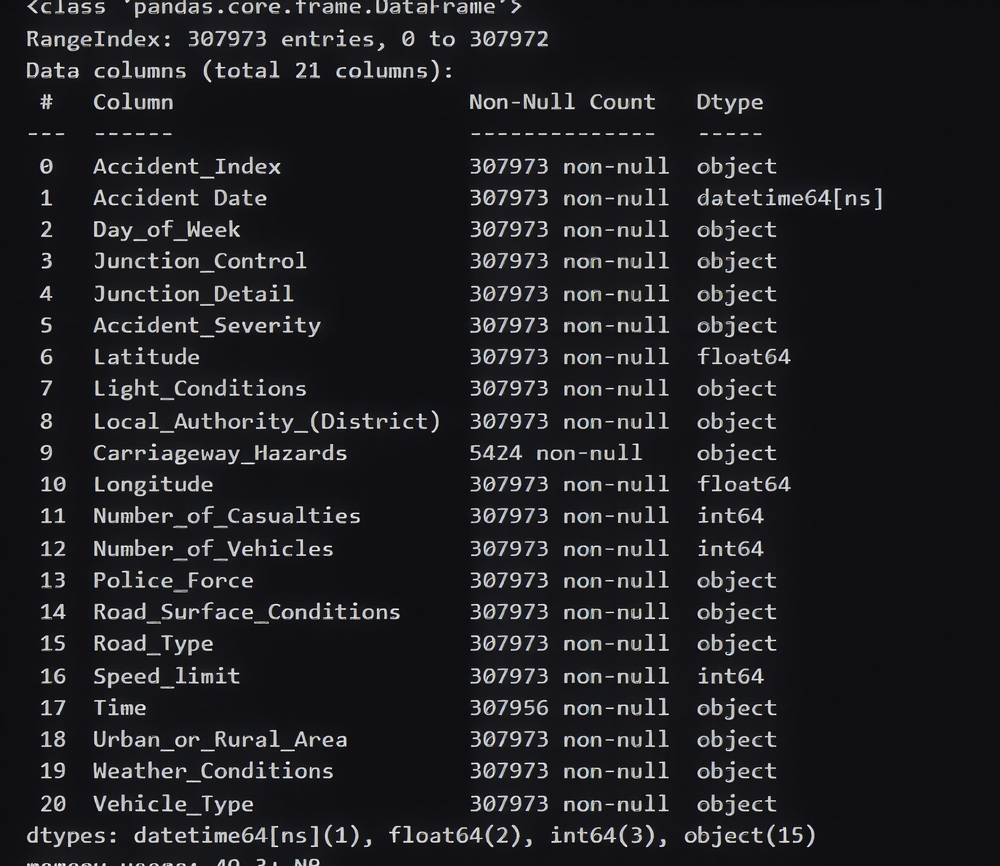 <class 'pandas.core.frame.DataFrame'>
RangeIndex: 307973 entries, 0 to 307972
Data columns (total 21 columns):
 #   Column                      Non-Null Count   Dtype
---  ------                      --------------   -----
 0   Accident_Index              307973 non-null  object
 1   Accident Date               307973 non-null  datetime64[ns]
 2   Day_of_Week                 307973 non-null  object
 3   Junction_Control            307973 non-null  object
 4   Junction_Detail             307973 non-null  object
 5   Accident_Severity           307973 non-null  object
 6   Latitude                    307973 non-null  float64
 7   Light_Conditions            307973 non-null  object
 8   Local_Authority_(District)  307973 non-null  object
 9   Carriageway_Hazards         5424 non-null    object
 10  Longitude                   307973 non-null  float64
 11  Number_of_Casualties        307973 non-null  int64
 12  Number_of_Vehicles          307973 non-null  int64
 13  Police_Force                307973 non-null  object
 14  Road_Surface_Conditions     307973 non-null  object
 15  Road_Type                   307973 non-null  object
 16  Speed_limit                 307973 non-null  int64
 17  Time                        307956 non-null  object
 18  Urban_or_Rural_Area         307973 non-null  object
 19  Weather_Conditions          307973 non-null  object
 20  Vehicle_Type                307973 non-null  object
dtypes: datetime64[ns](1), float64(2), int64(3), object(15)